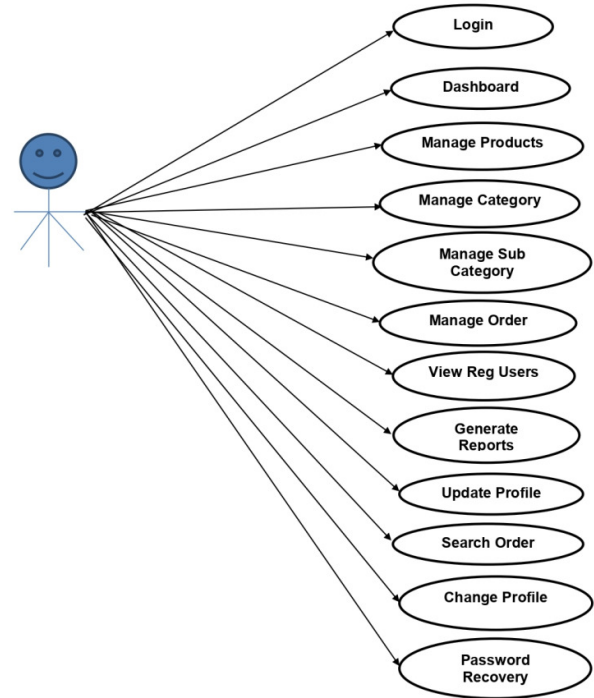 Login
Dashboard
Manage Products
Manage Category
Manage Sub
Category
Manage Order
View Reg Users
Generate
Reports
Update Profile
Search Order
Change Profile
Password
Recovery